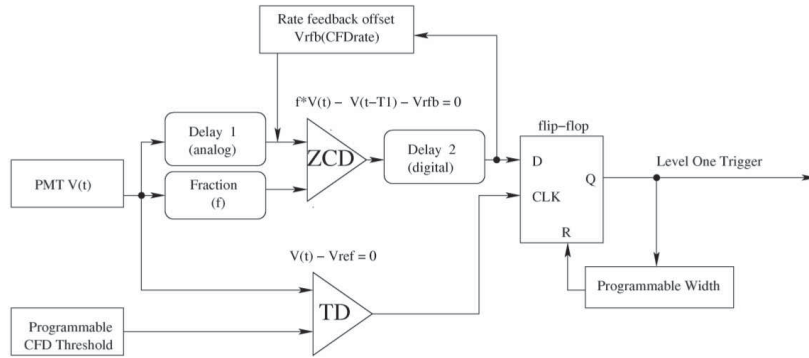 Rate feedback offset
Vrfb(CFDrate)
f*V(t) − V(t−T1) − Vrfb = 0
flip−flop
Delay 1
(analog)
ZCD
Delay 2
(digital)
D
Level One Trigger
PMT V(t)
Fraction
(f)
Q
CLK
R
V(t) − Vref = 0
Programmable Width
TD
Programmable
CFD Threshold